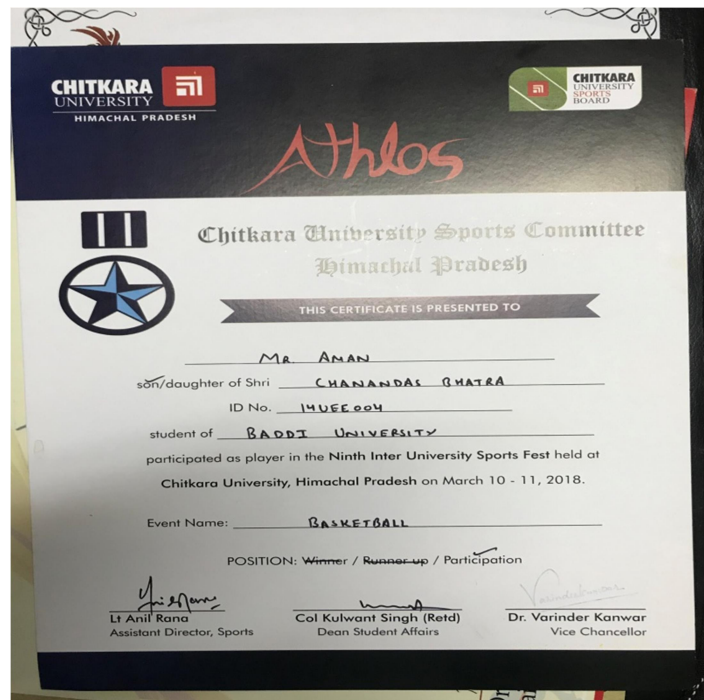 CHITKARA
UNIVERSITY
HIMACHAL PRADESH
CHITKARA
UNIVERSITY
SPORTS
BOARD
Athlos
Chitkara University Sports Committee
Himachal Pradesh
THIS CERTIFICATE IS PRESENTED TO
MR. AMAN
son/daughter of Shri CHANANDAS BHATRA
ID No. 14UEE004
student of BADDI UNIVERSITY
participated as player in the Ninth Inter University Sports Fest held at
Chitkara University, Himachal Pradesh on March 10 - 11, 2018.
Event Name: BASKETBALL
POSITION: Winner / Runner up / Participation
Lt Anil Rana
Assistant Director, Sports
Col Kulwant Singh (Retd)
Dean Student Affairs
Dr. Varinder Kanwar
Vice Chancellor